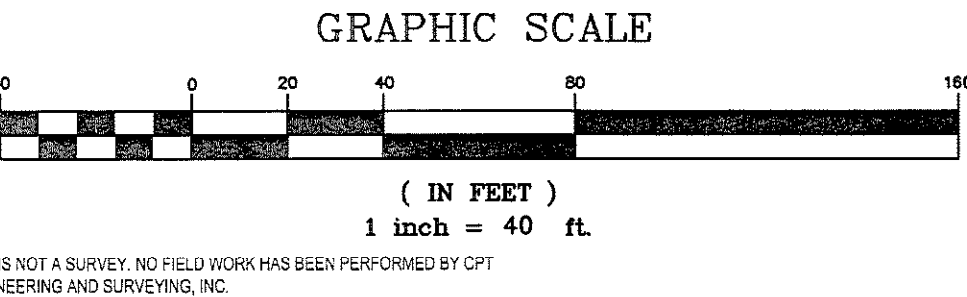 GRAPHIC SCALE
0 0 20 40 80 160
( IN FEET )
1 inch = 40 ft.
IS NOT A SURVEY. NO FIELD WORK HAS BEEN PERFORMED BY CPT
NEERING AND SURVEYING, INC.